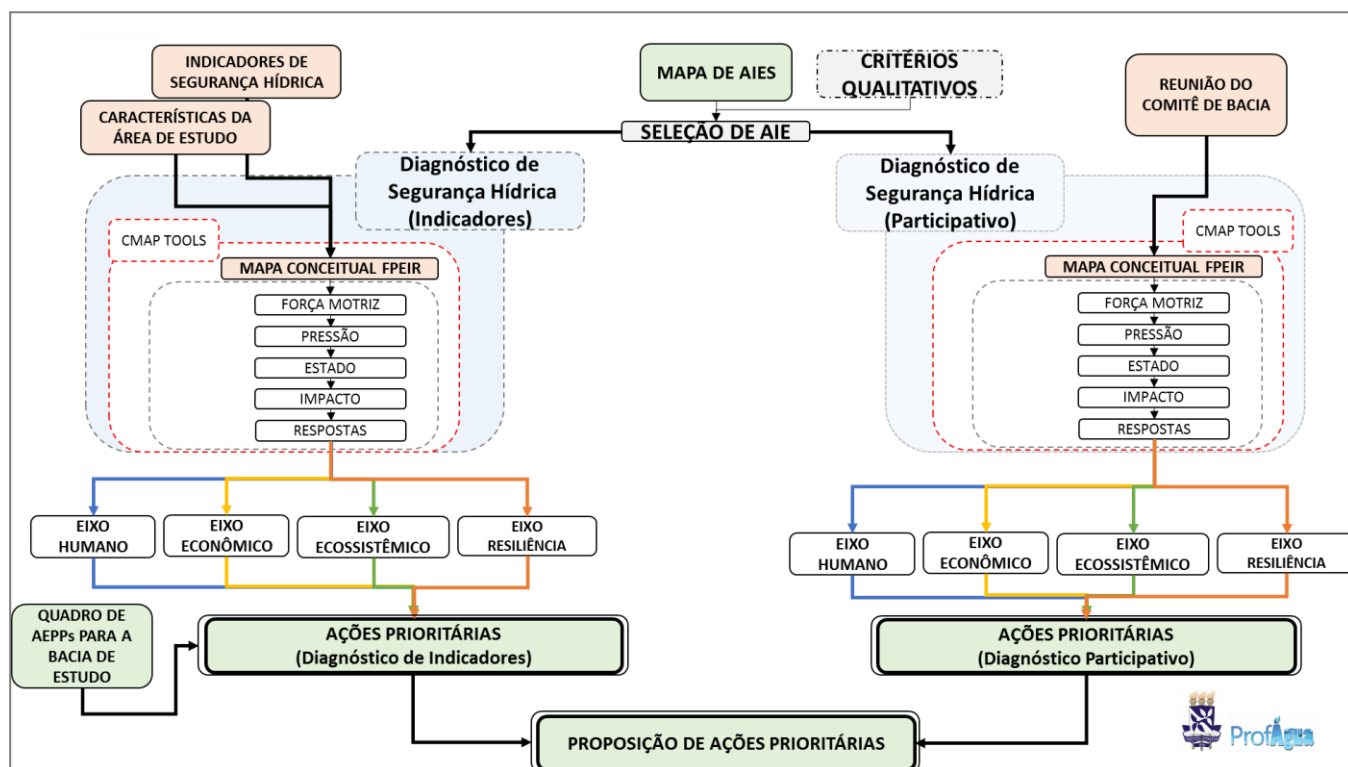 INDICADORES DE
SEGURANÇA HÍDRICA
CARACTERÍSTICAS DA
ÁREA DE ESTUDO
MAPA DE AIES
CRITÉRIOS
QUALITATIVOS
REUNIÃO DO
COMITÊ DE BACIA
SELEÇÃO DE AIE
Diagnóstico de
Segurança Hídrica
(Indicadores)
Diagnóstico de
Segurança Hídrica
(Participativo)
CMAP TOOLS
MAPA CONCEITUAL FPEIR
FORÇA MOTRIZ
PRESSÃO
ESTADO
IMPACTO
RESPOSTAS
CMAP TOOLS
MAPA CONCEITUAL FPEIR
FORÇA MOTRIZ
PRESSÃO
ESTADO
IMPACTO
RESPOSTAS
EIXO
HUMANO
EIXO
ECONÔMICO
EIXO
ECOSSISTÊMICO
EIXO
RESILIÊNCIA
EIXO
HUMANO
EIXO
ECONÔMICO
EIXO
ECOSSISTÊMICO
EIXO
RESILIÊNCIA
QUADRO DE
AEPPs PARA A
BACIA DE
ESTUDO
AÇÕES PRIORITÁRIAS
(Diagnóstico de Indicadores)
AÇÕES PRIORITÁRIAS
(Diagnóstico Participativo)
PROPOSIÇÃO DE AÇÕES PRIORITÁRIAS
ProfÁgua